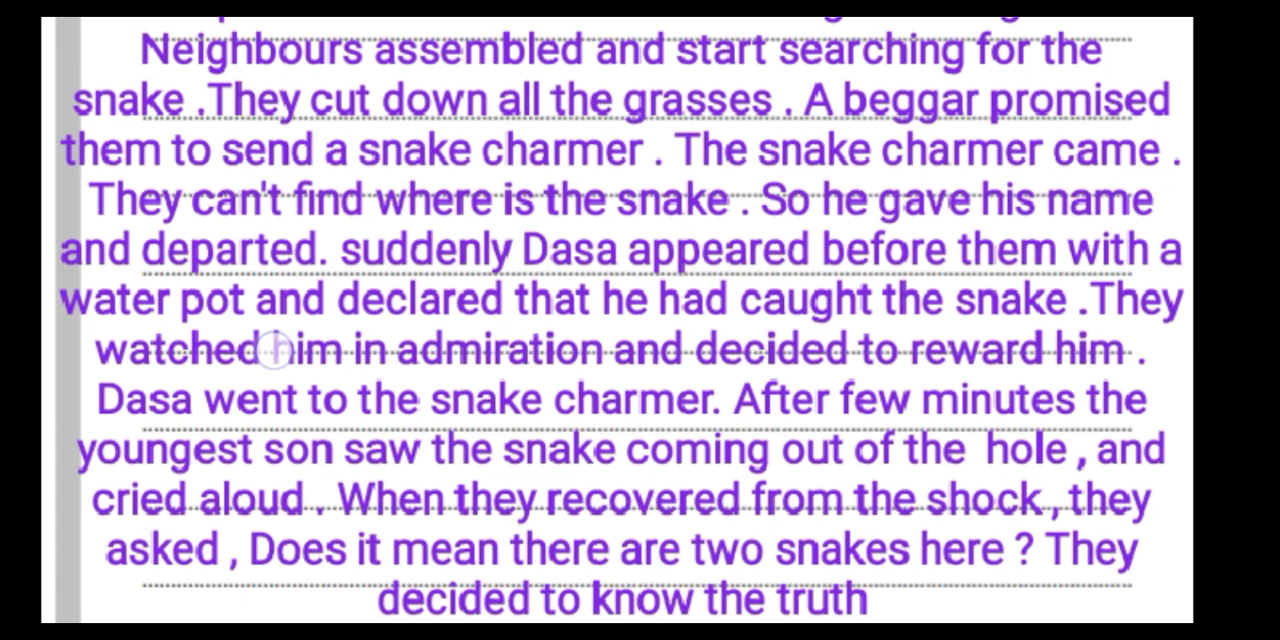 Neighbours assembled and start searching for the
snake .They cut down all the grasses . A beggar promised
them to send a snake charmer . The snake charmer came .
They can't find where is the snake . So he gave his name
and departed. suddenly Dasa appeared before them with a
water pot and declared that he had caught the snake .They
watched him in admiration and decided to reward him .
Dasa went to the snake charmer. After few minutes the
youngest son saw the snake coming out of the  hole , and
cried aloud . When they recovered from the shock , they
asked , Does it mean there are two snakes here ? They
decided to know the truth